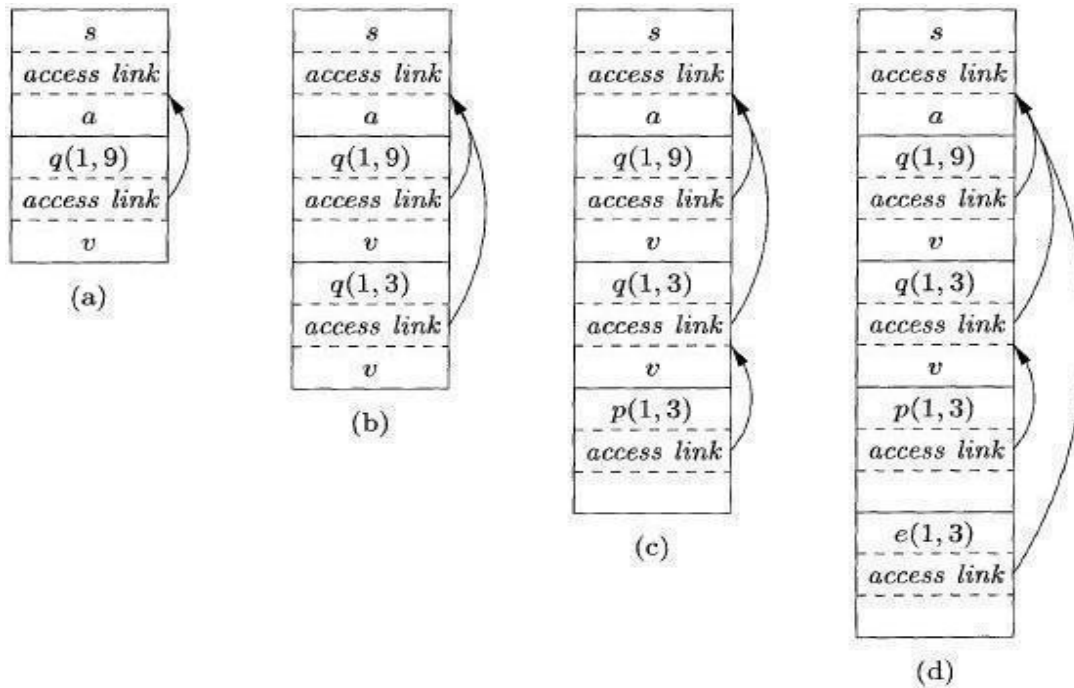 s
access link
a
q(1, 9)
access link
v
(a)
s
access link
a
q(1, 9)
access link
v
q(1, 3)
access link
v
(b)
s
access link
a
q(1, 9)
access link
v
q(1, 3)
access link
v
p(1, 3)
access link
(c)
s
access link
a
q(1, 9)
access link
v
q(1, 3)
access link
v
p(1, 3)
access link
e(1, 3)
access link
(d)